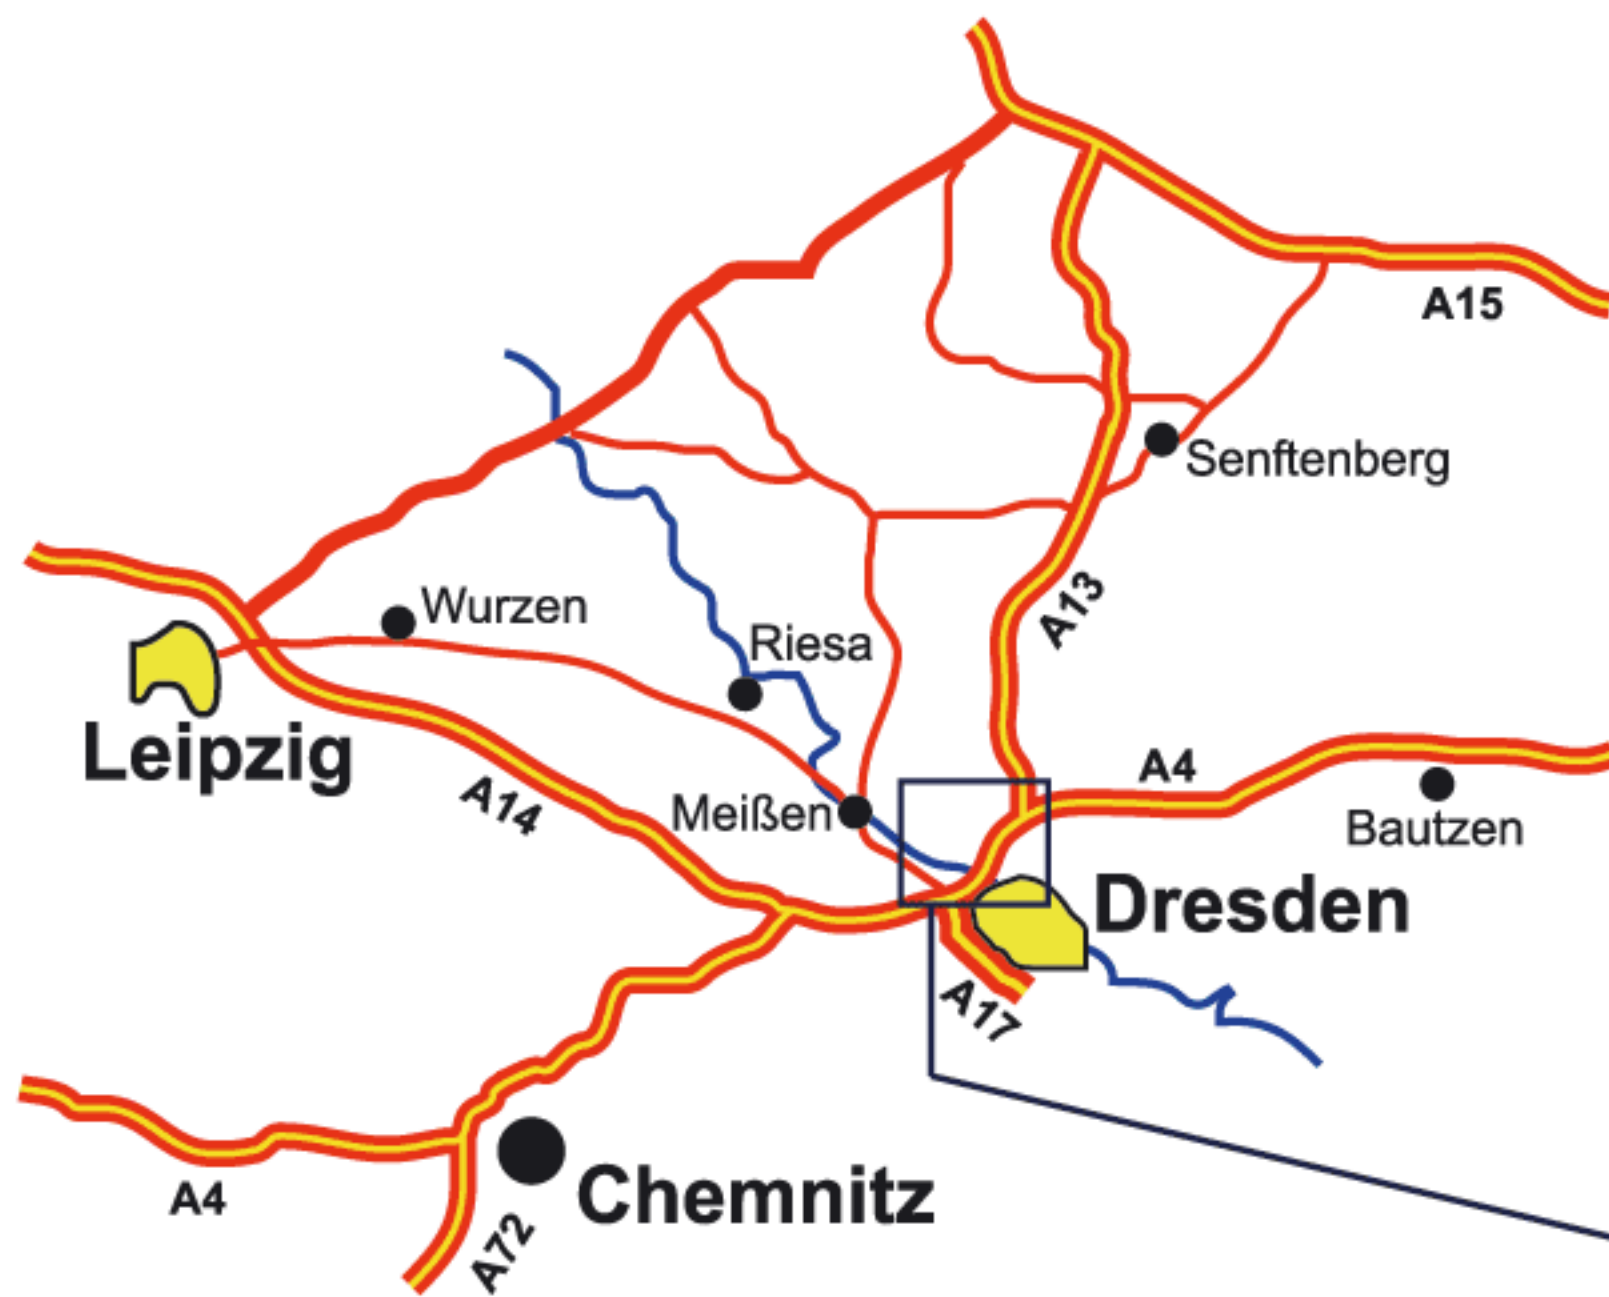 A15
Senftenberg
A13
Wurzen
Riesa
Leipzig
A14
A4
Meißen
Bautzen
Dresden
A17
Chemnitz
A4
A72